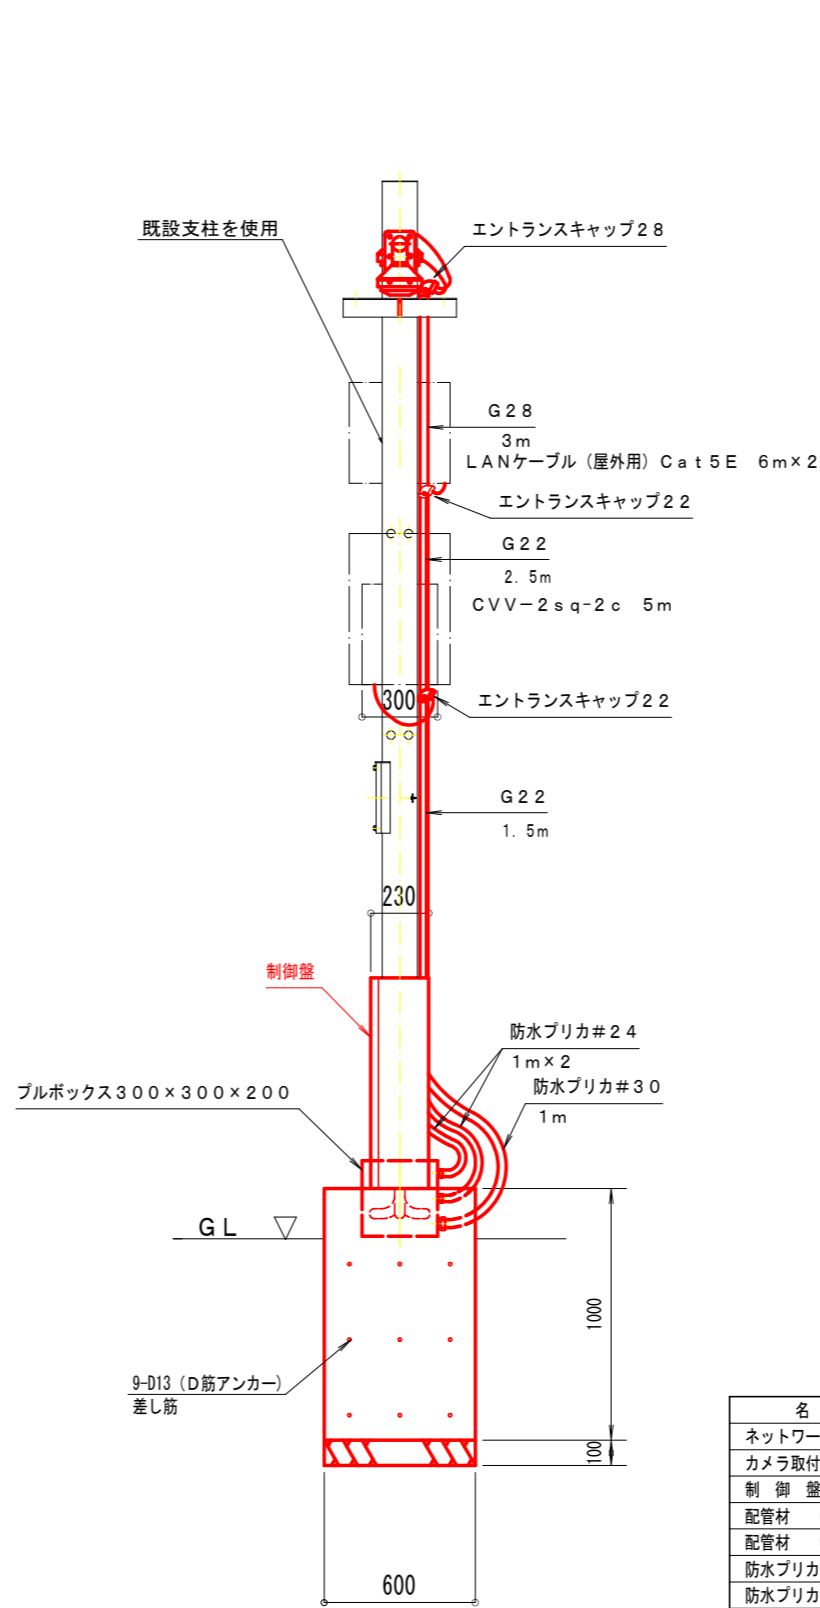 既設支柱を使用
エントランスキャップ２８
Ｇ２８
３ｍ
ＬＡＮケーブル（屋外用）Ｃａｔ５Ｅ　６ｍ×２
エントランスキャップ２２
Ｇ２２
２．５ｍ
ＣＶＶ－２ｓｑ-２ｃ　５ｍ
300
エントランスキャップ２２
Ｇ２２
１．５ｍ
230
制御盤
防水プリカ＃２４
１ｍ×２
プルボックス３００×３００×２００
防水プリカ＃３０
１ｍ
ＧＬ
1000
9-D13（Ｄ筋アンカー）
差し筋
100
600
名
ネットワー
カメラ取付
制　御　盤
配管材
配管材
防水プリカ
防水プリカ